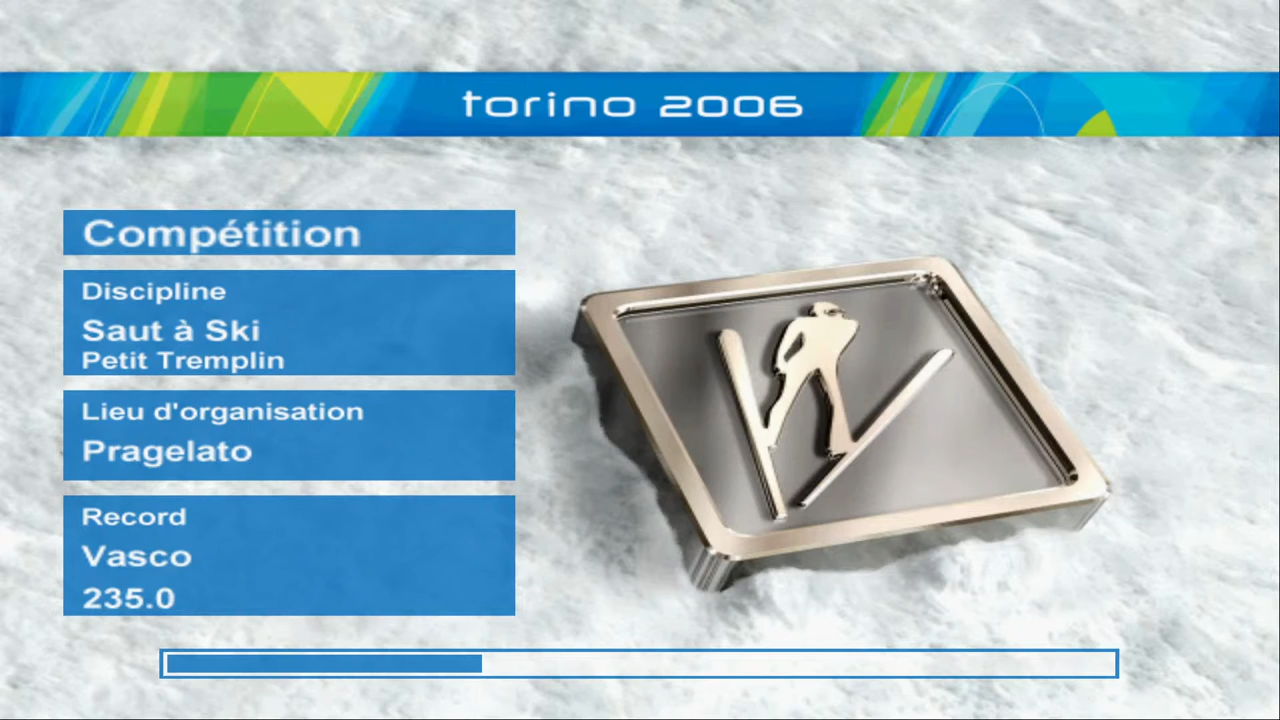 torino 2006
Compétition
Discipline
Saut à Ski
Petit Tremplin
Lieu d'organisation
Pragelato
Record
Vasco
235.0